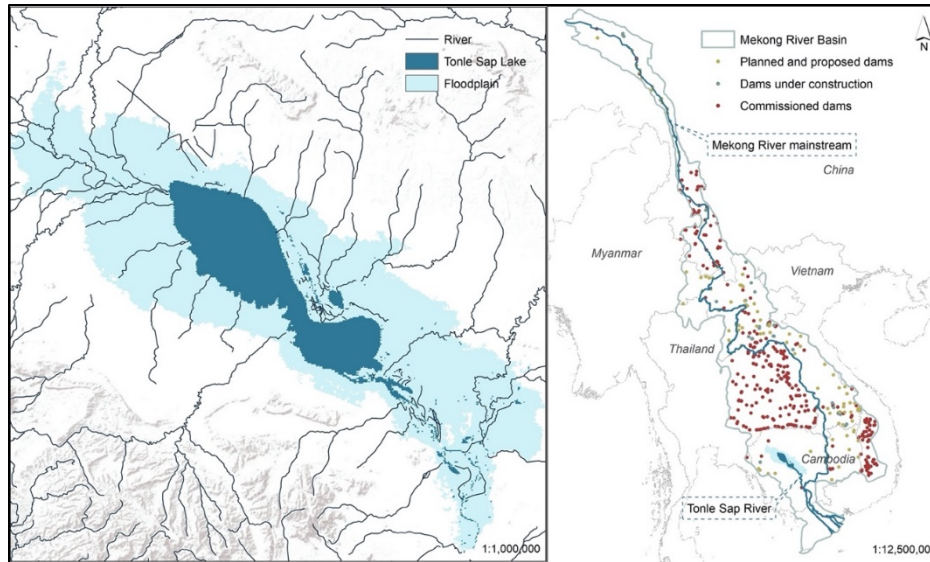 River
Tonle Sap Lake
Floodplain
1:1,000,000
N
Mekong River Basin
Planned and proposed dams
Dams under construction
Commissioned dams
Mekong River mainstream
China
Myanmar
Vietnam
Thailand
Cambodia
Tonle Sap River
1:12,500,00